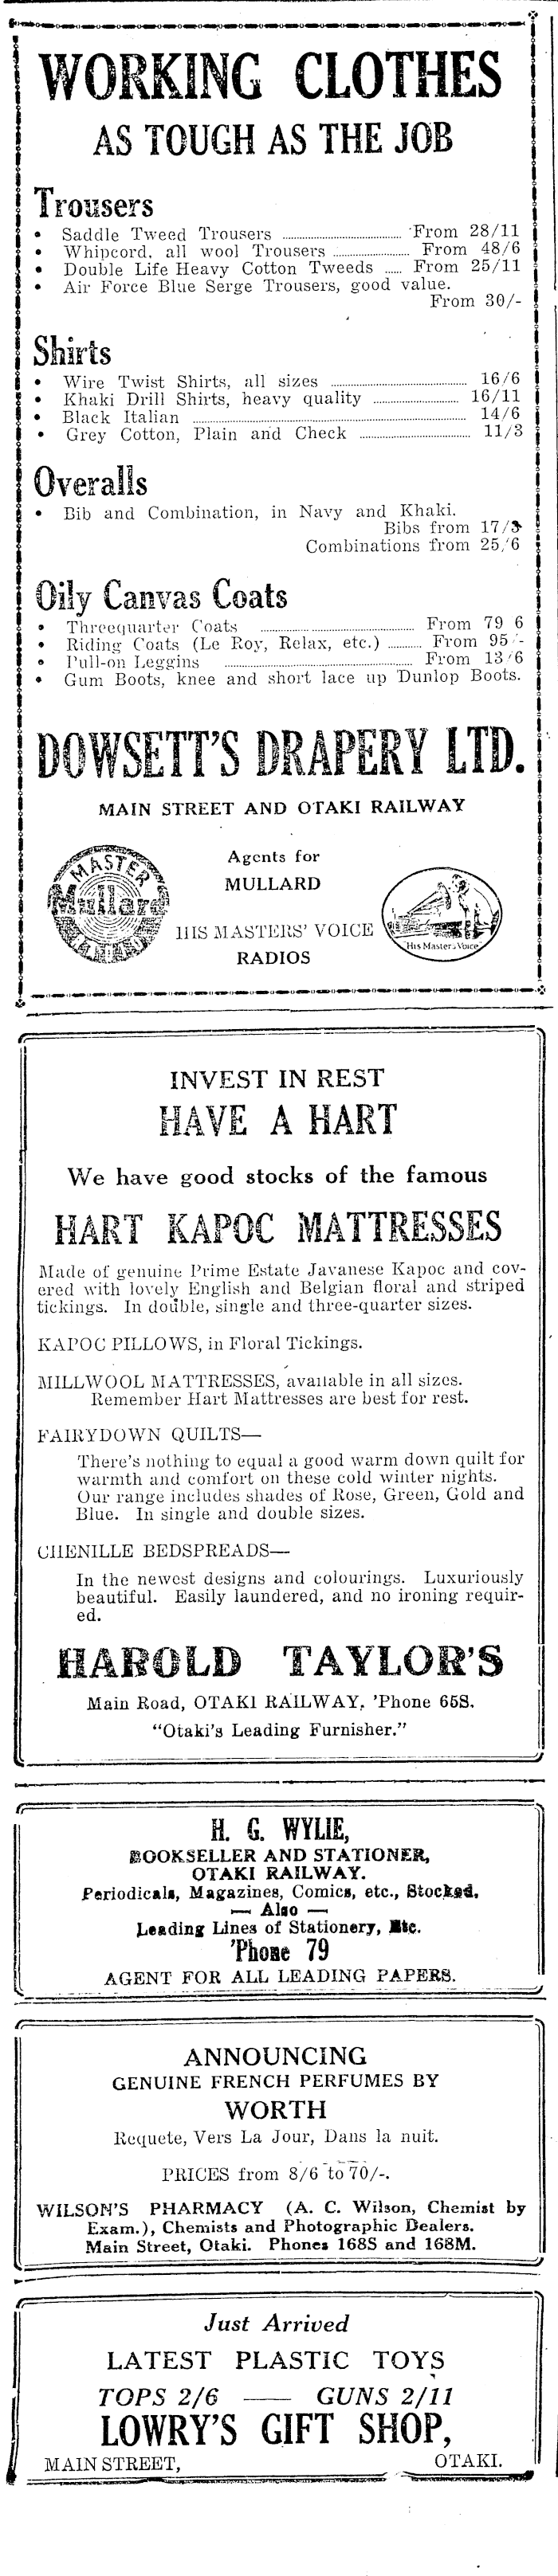 WORKING CLOTHES
AS TOUGH AS THE JOB
Trousers
• Saddle Tweed Trousers ........ From 28/11
• Whipcord, all wool Trousers ........ From 48/6
• Double Life Heavy Cotton Tweeds ...... From 25/11
• Air Force Blue Serge Trousers, good value.
From 30/-
Shirts
• Wire Twist Shirts, all sizes ........ 16/6
• Khaki Drill Shirts, heavy quality ........ 16/11
• Black Italian ........ 14/6
• Grey Cotton, Plain and Check ........ 11/3
Overalls
• Bib and Combination, in Navy and Khaki.
Bibs from
Combinations from 25/6
Oily Canvas Coats
• Threequarter Coats ........ From 79 6
• Riding Coats (Le Roy, Relax, etc.) ........ From 95/-
• Pull-on Leggins ........ From 13/6
• Gum Boots, knee and short lace up Dunlop Boots.
DOWSETT'S DRAPERY LTD.
MAIN STREET AND OTAKI RAILWAY
Agents for
MULLARD
HIS MASTERS' VOICE
RADIOS
MASTER
Mullard
"His Master's Voice"
INVEST IN REST
HAVE A HART
We have good stocks of the famous
HART KAPOC MATTRESSES
Made of genuine Prime Estate Javanese Kapoc and cov-
ered with lovely English and Belgian floral and striped
tickings. In double, single and three-quarter sizes.
KAPOC PILLOWS, in Floral Tickings.
MILLWOOL MATTRESSES, available in all sizes.
Remember Hart Mattresses are best for rest.
FAIRYDOWN QUILTS—
There's nothing to equal a good warm down quilt for
warmth and comfort on these cold winter nights.
Our range includes shades of Rose, Green, Gold and
Blue. In single and double sizes.
CHENILLE BEDSPREADS—
In the newest designs and colourings. Luxuriously
beautiful. Easily laundered, and no ironing requir-
ed.
HAROLD TAYLOR'S
Main Road, OTAKI RAILWAY, 'Phone 65S.
"Otaki's Leading Furnisher."
H. G. WYLIE,
BOOKSELLER AND STATIONER,
OTAKI RAILWAY.
Periodicals, Magazines, Comics, etc., Stocked.
— Also —
Leading Lines of Stationery, Etc.
'Phone 79
AGENT FOR ALL LEADING PAPERS.
ANNOUNCING
GENUINE FRENCH PERFUMES BY
WORTH
Requete, Vers La Jour, Dans la nuit.
PRICES from 8/6 to 70/-.
WILSON'S PHARMACY (A. C. Wilson, Chemist by
Exam.), Chemists and Photographic Dealers.
Main Street, Otaki. Phones 168S and 168M.
Just Arrived
LATEST PLASTIC TOYS
TOPS 2/6 —— GUNS 2/11
LOWRY'S GIFT SHOP,
MAIN STREET, OTAKI.